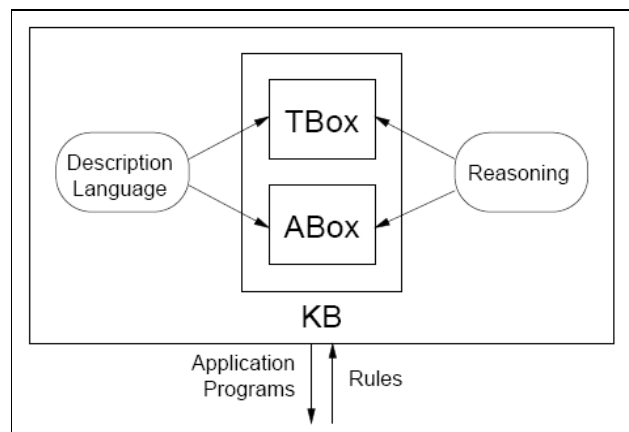 TBox
Description
Language
Reasoning
ABox
KB
Application
Programs
Rules